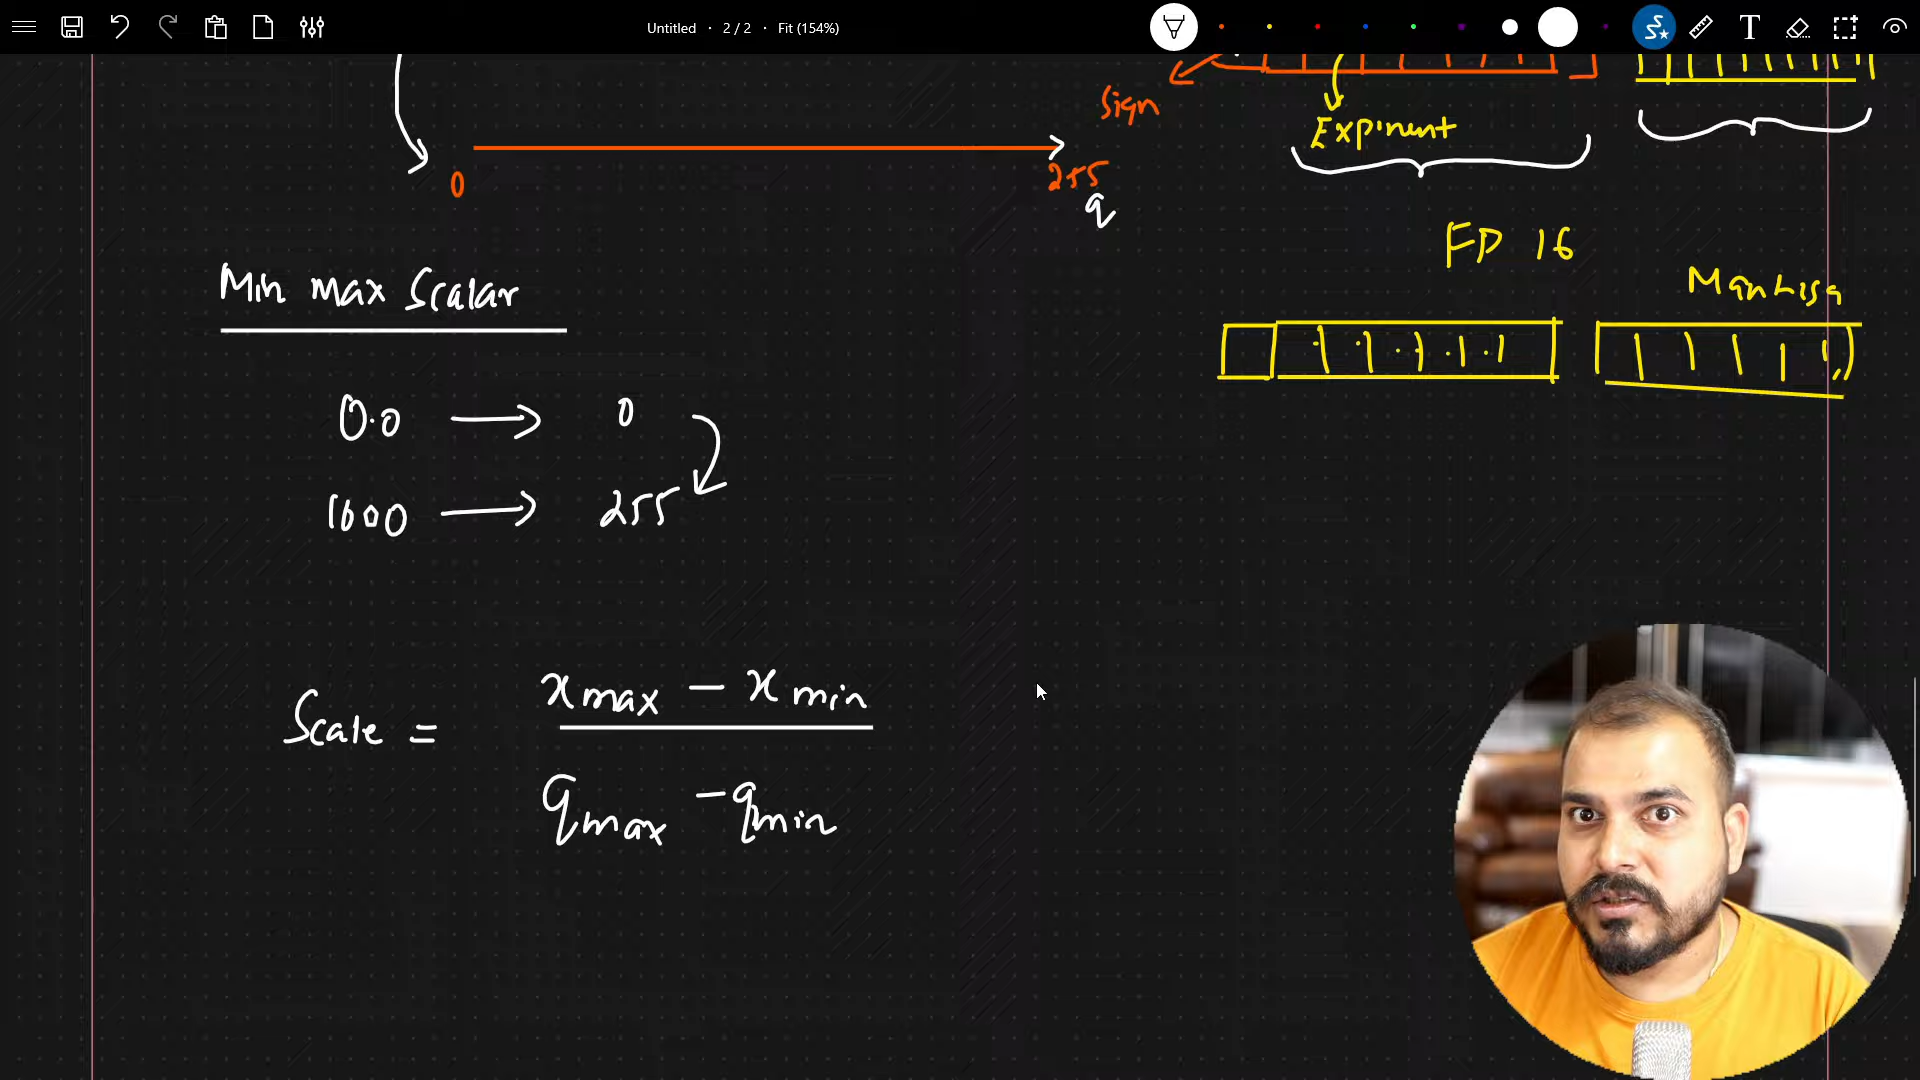 Untitled · 2 / 2 · Fit (154%)
T
Sign
Exponent
0
255
q
FP 16
Mantisa
Min max Scalar
0.0 → 0
1000 → 255
Scale = xmax − xmin
qmax − qmin